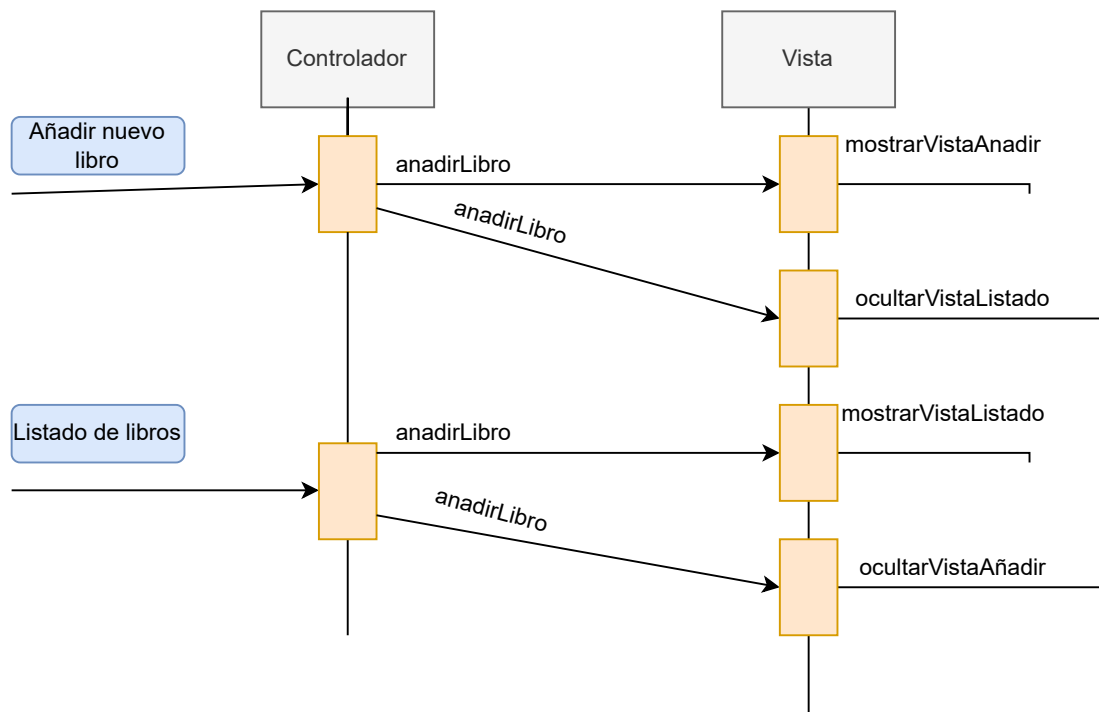 Controlador
Vista
Añadir nuevo
libro
anadirLibro
mostrarVistaAnadir
anadirLibro
ocultarVistaListado
Listado de libros
anadirLibro
mostrarVistaListado
anadirLibro
ocultarVistaAñadir